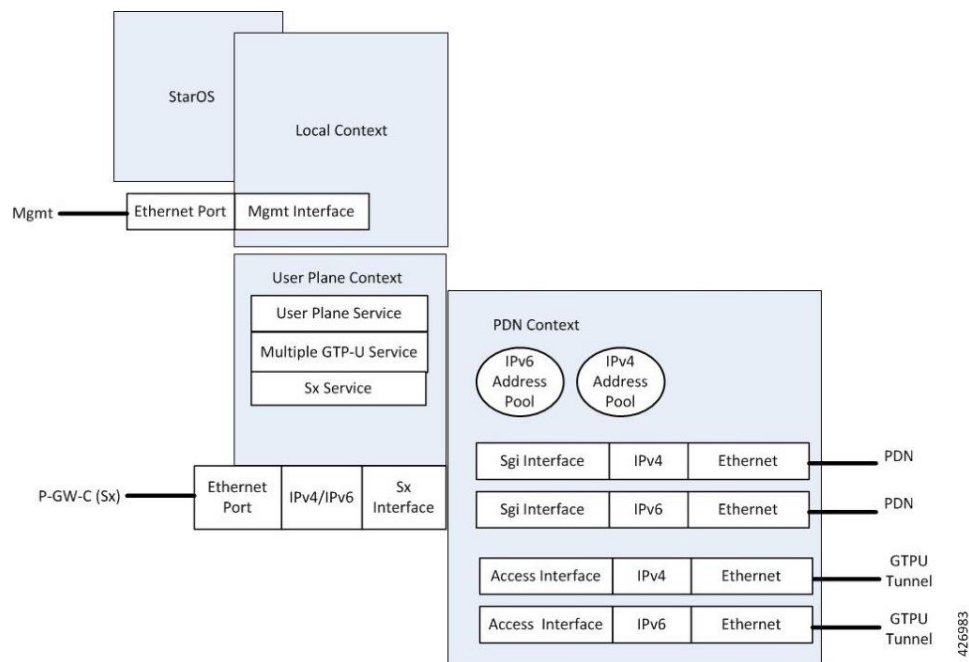 StarOS
Local Context
Mgmt
Ethernet Port
Mgmt Interface
User Plane Context
User Plane Service
Multiple GTP-U Service
Sx Service
P-GW-C (Sx)
Ethernet
Port
IPv4/IPv6
Sx
Interface
PDN Context
IPv6
Address
Pool
IPv4
Address
Pool
Sgi Interface
IPv4
Ethernet
PDN
Sgi Interface
IPv6
Ethernet
PDN
Access Interface
IPv4
Ethernet
GTPU
Tunnel
Access Interface
IPv6
Ethernet
GTPU
Tunnel
426983